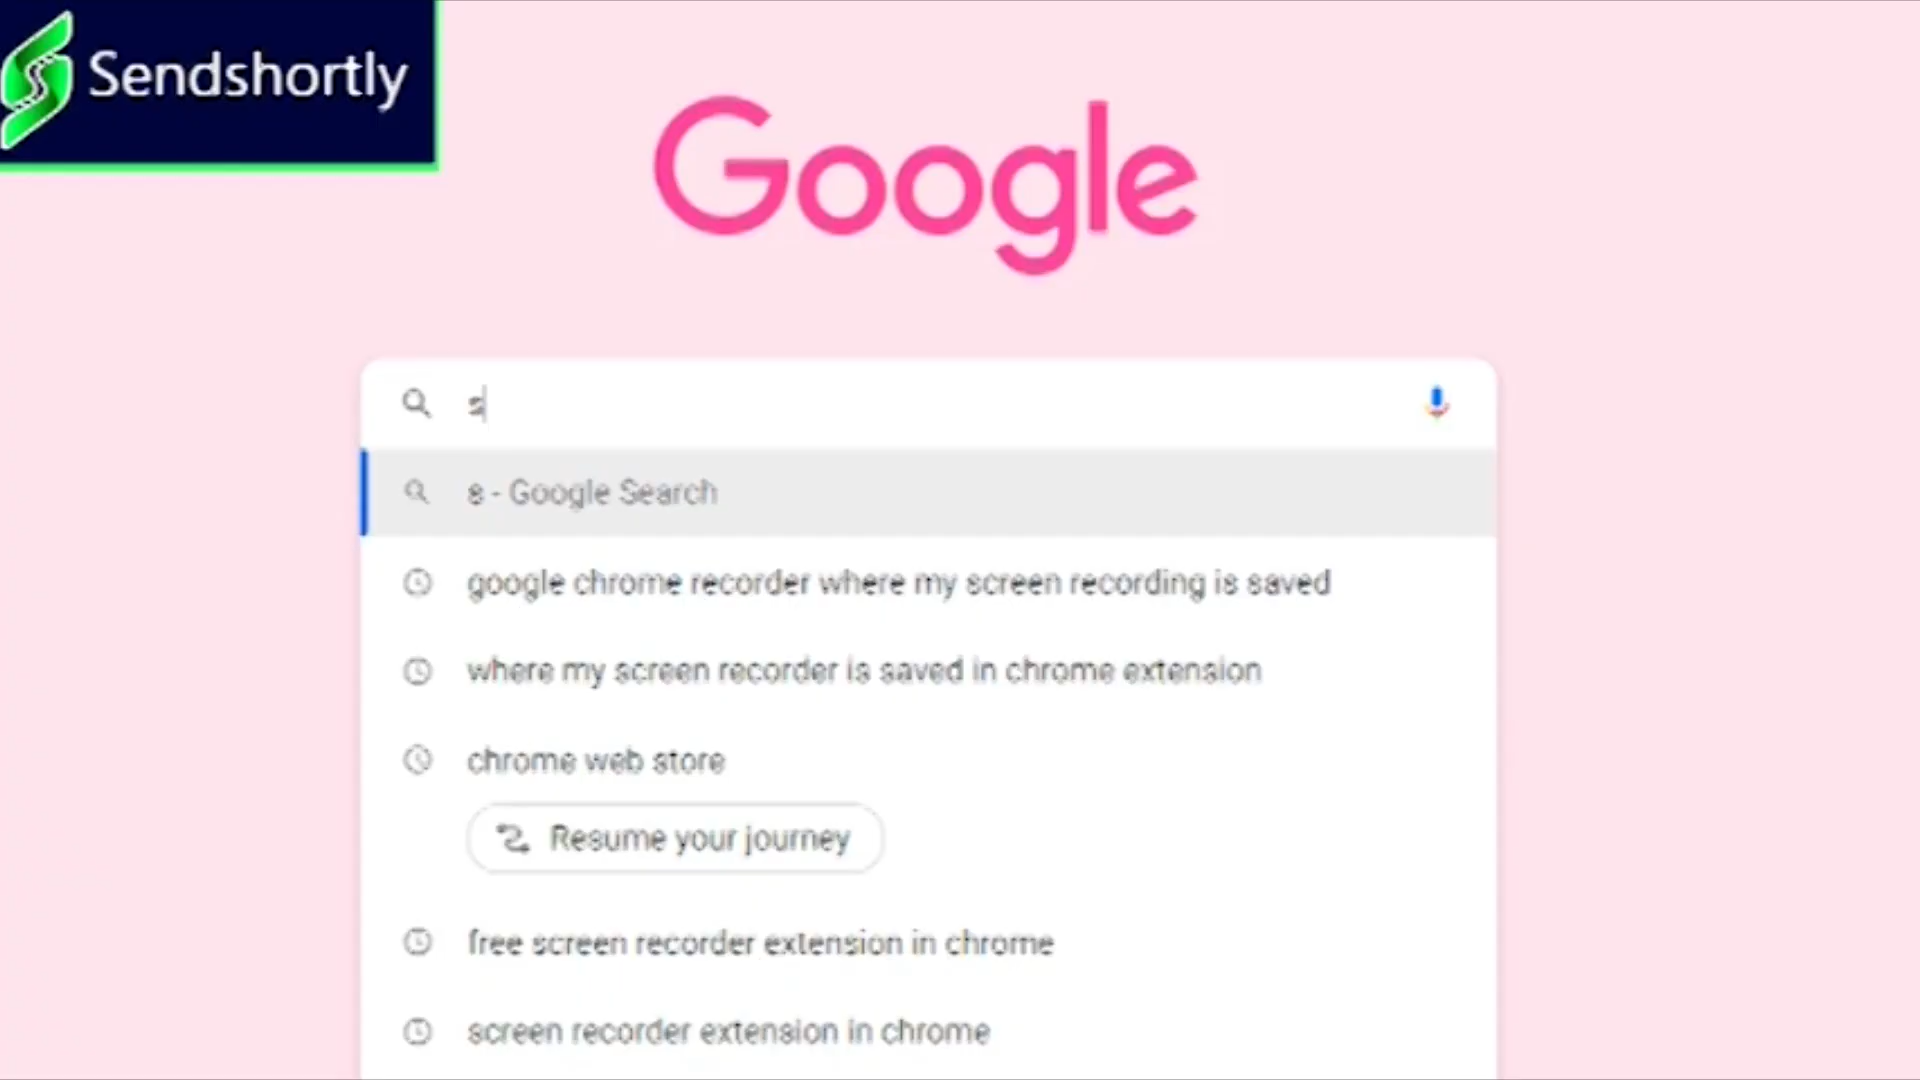 Sendshortly
Google
s
s - Google Search
google chrome recorder where my screen recording is saved
where my screen recorder is saved in chrome extension
chrome web store
Resume your journey
free screen recorder extension in chrome
screen recorder extension in chrome